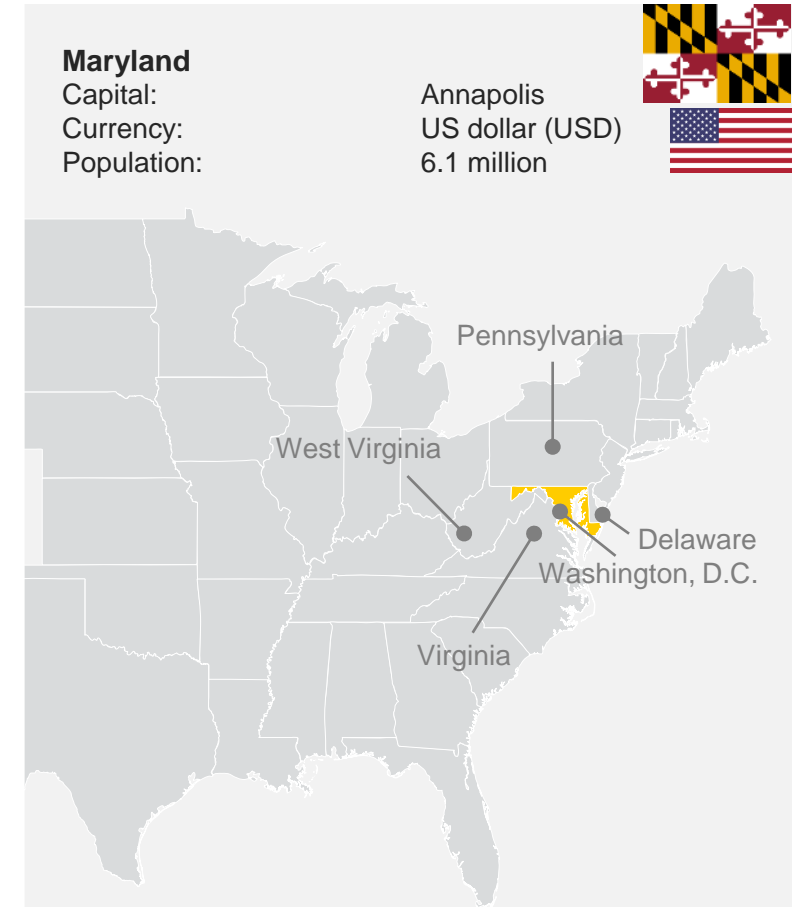 Maryland
Capital: Annapolis
Currency: US dollar (USD)
Population: 6.1 million
Pennsylvania
West Virginia
Delaware
Washington, D.C.
Virginia